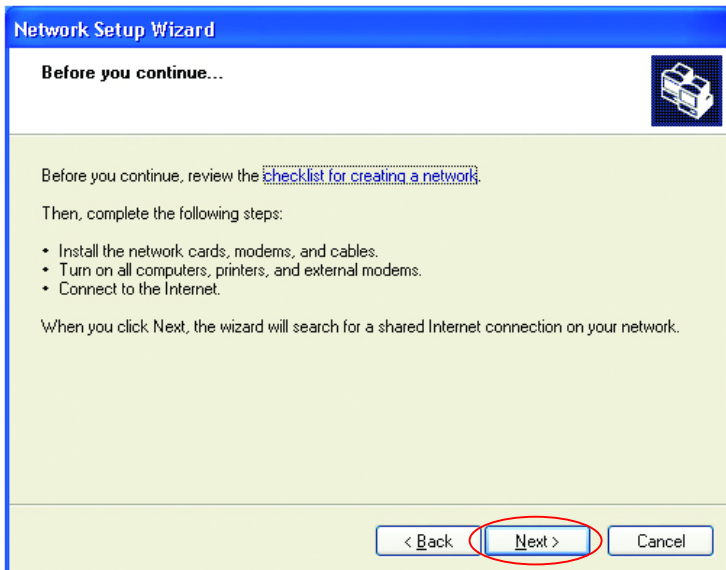 Network Setup Wizard
Before you continue...
Before you continue, review the checklist for creating a network.
Then, complete the following steps:
• Install the network cards, modems, and cables.
• Turn on all computers, printers, and external modems.
• Connect to the Internet.
When you click Next, the wizard will search for a shared Internet connection on your network.
< Back Next > Cancel